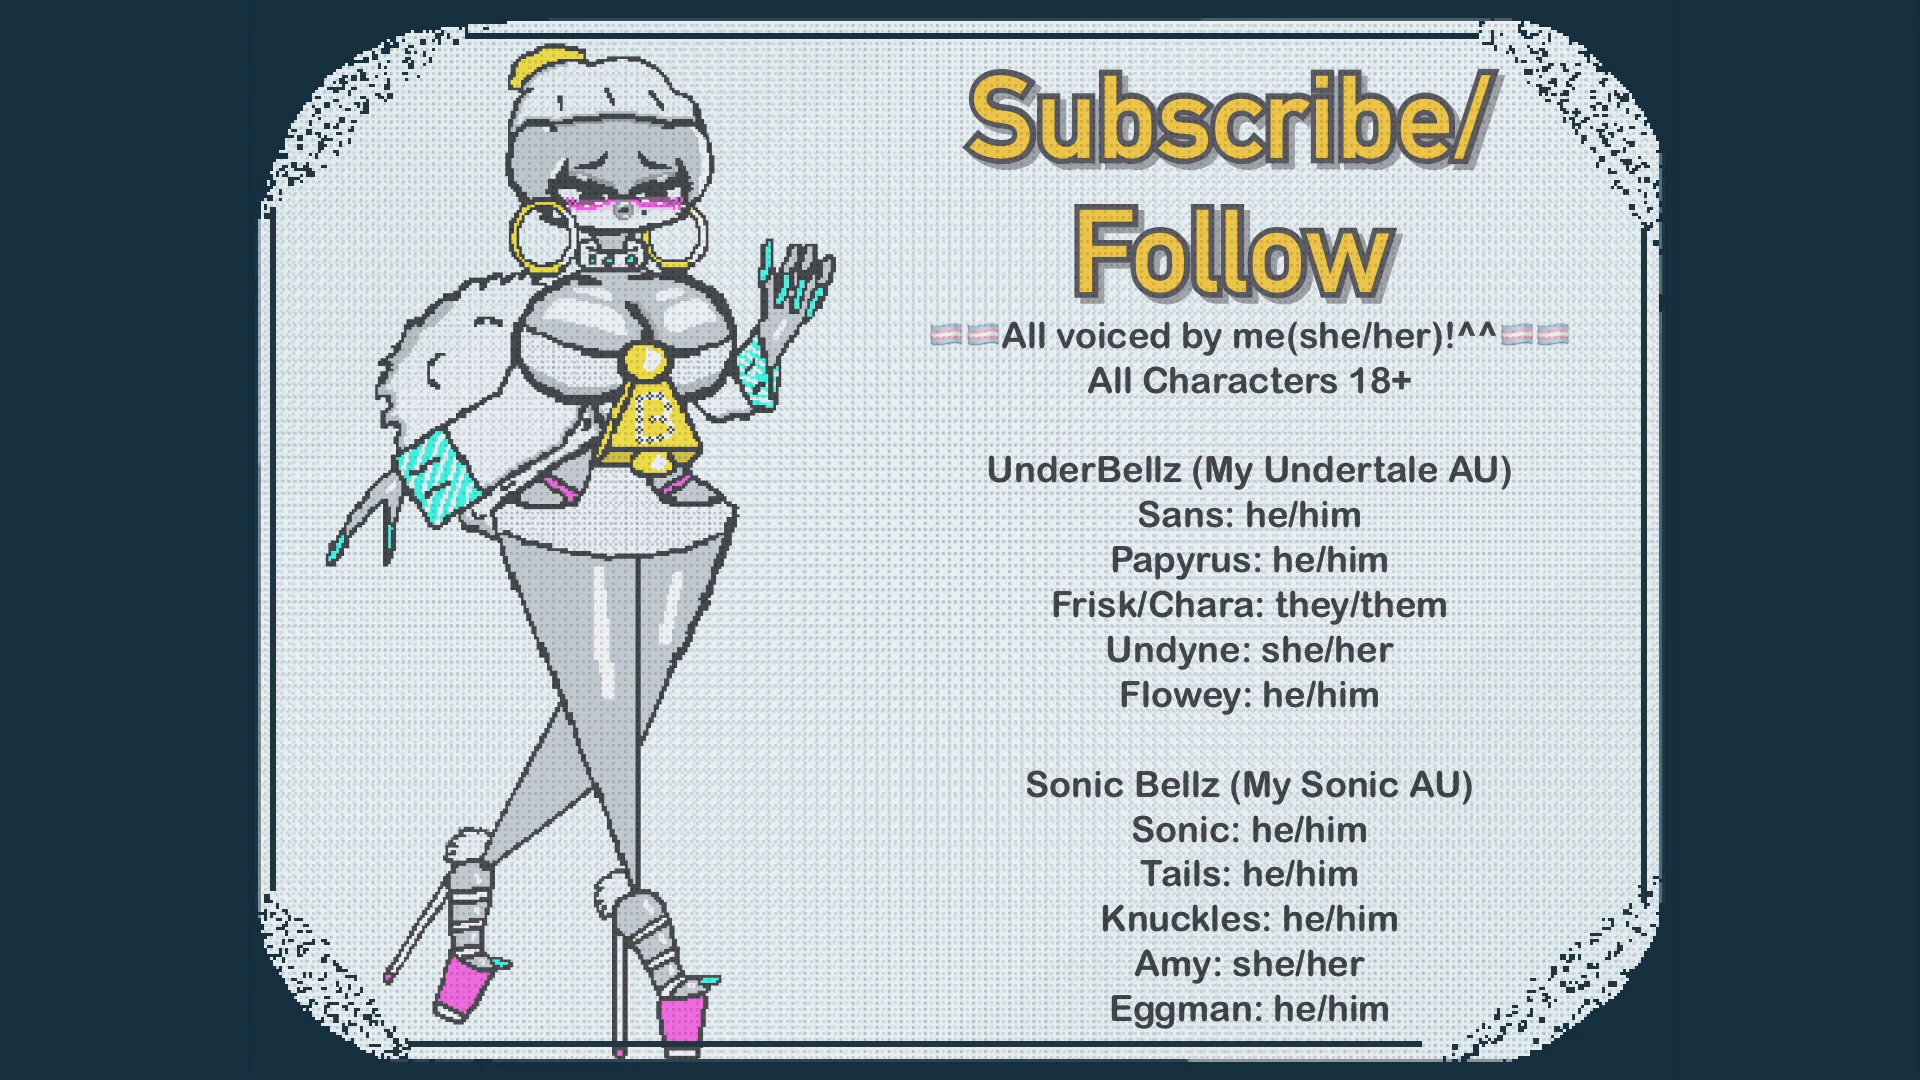 Subscribe/
Follow
🏳️‍⚧️🏳️‍⚧️All voiced by me(she/her)!^^🏳️‍⚧️🏳️‍⚧️
All Characters 18+
B
UnderBellz (My Undertale AU)
Sans: he/him
Papyrus: he/him
Frisk/Chara: they/them
Undyne: she/her
Flowey: he/him
Sonic Bellz (My Sonic AU)
Sonic: he/him
Tails: he/him
Knuckles: he/him
Amy: she/her
Eggman: he/him